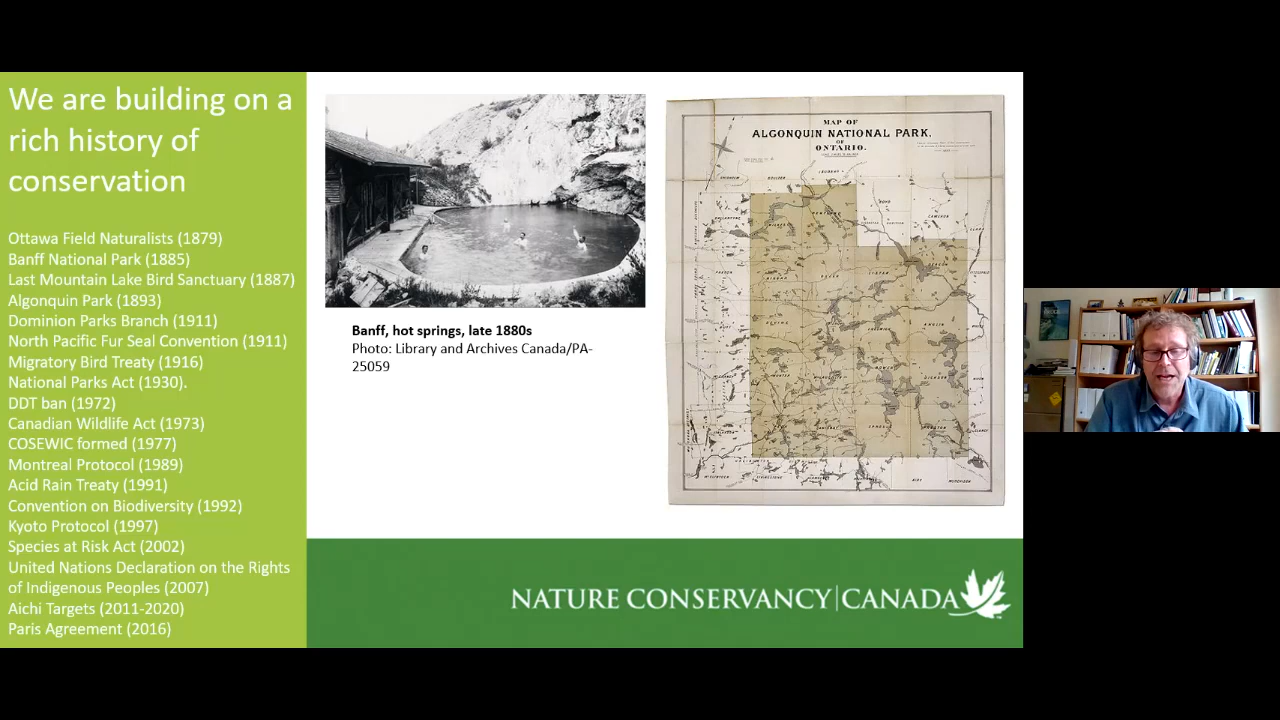 We are building on a
rich history of
conservation
Ottawa Field Naturalists (1879)
Banff National Park (1885)
Last Mountain Lake Bird Sanctuary (1887)
Algonquin Park (1893)
Dominion Parks Branch (1911)
North Pacific Fur Seal Convention (1911)
Migratory Bird Treaty (1916)
National Parks Act (1930).
DDT ban (1972)
Canadian Wildlife Act (1973)
COSEWIC formed (1977)
Montreal Protocol (1989)
Acid Rain Treaty (1991)
Convention on Biodiversity (1992)
Kyoto Protocol (1997)
Species at Risk Act (2002)
United Nations Declaration on the Rights
of Indigenous Peoples (2007)
Aichi Targets (2011-2020)
Paris Agreement (2016)
Banff, hot springs, late 1880s
Photo: Library and Archives Canada/PA-
25059
MAP OF
ALGONQUIN NATIONAL PARK,
OF
ONTARIO.
NATURE CONSERVANCY|CANADA